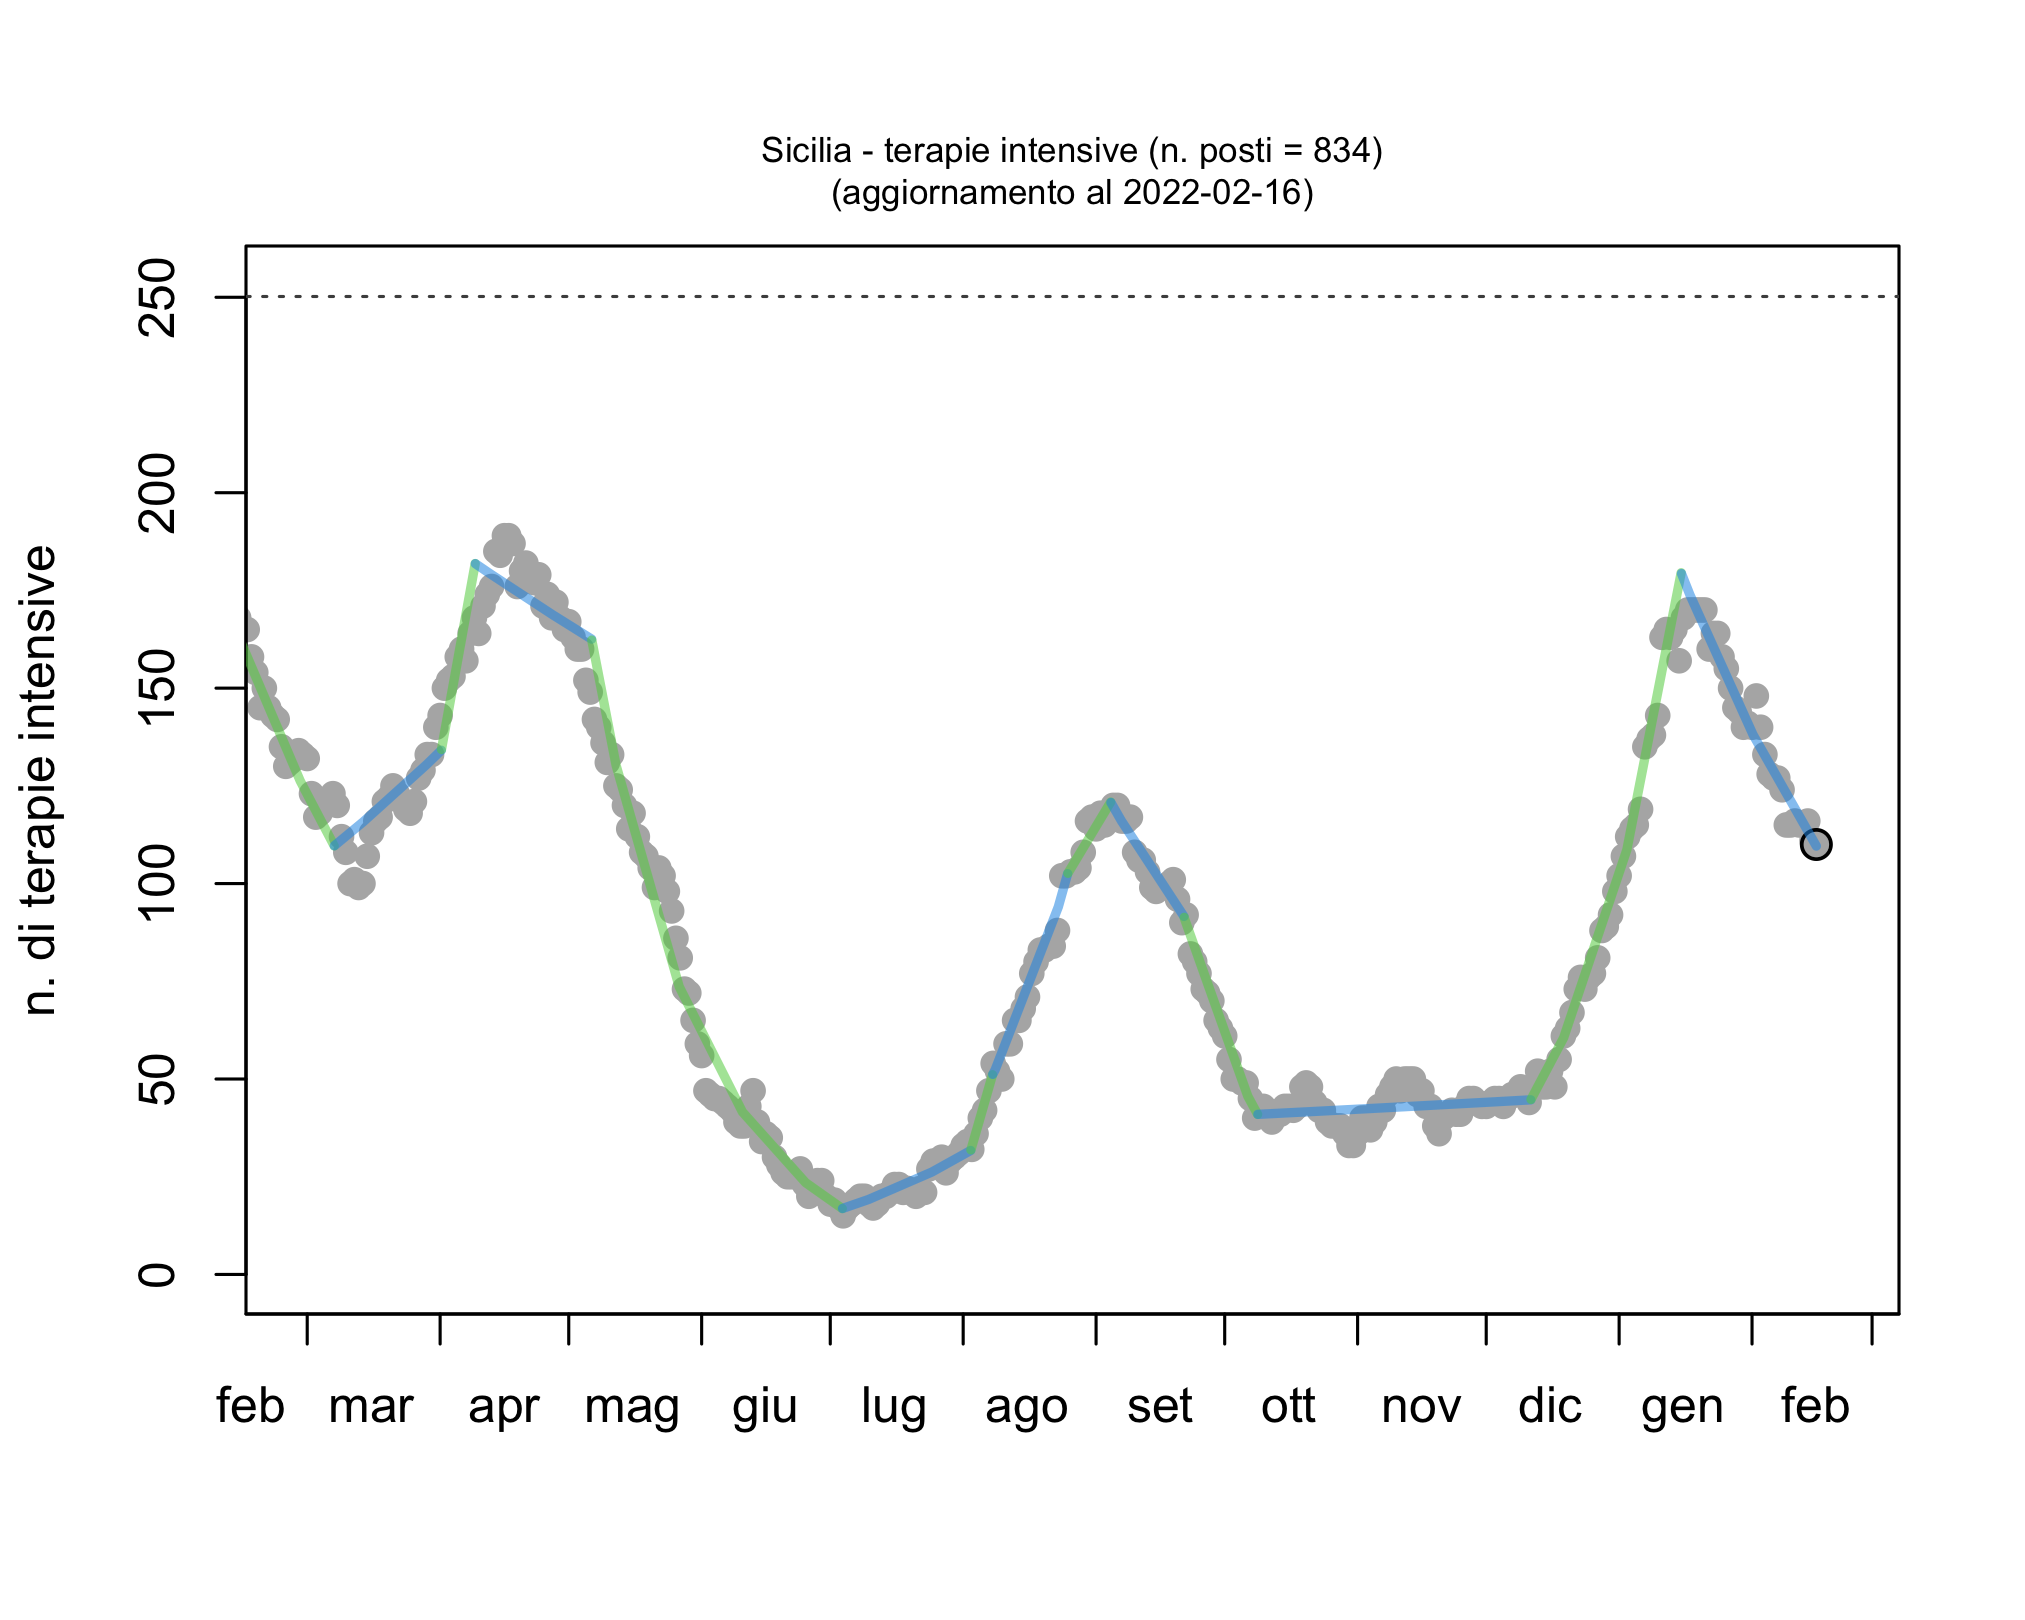 Sicilia - terapie intensive (n. posti = 834)
(aggiornamento al 2022-02-16)
n. di terapie intensive
250
200
150
100
50
0
feb mar apr mag giu lug ago set ott nov dic gen feb